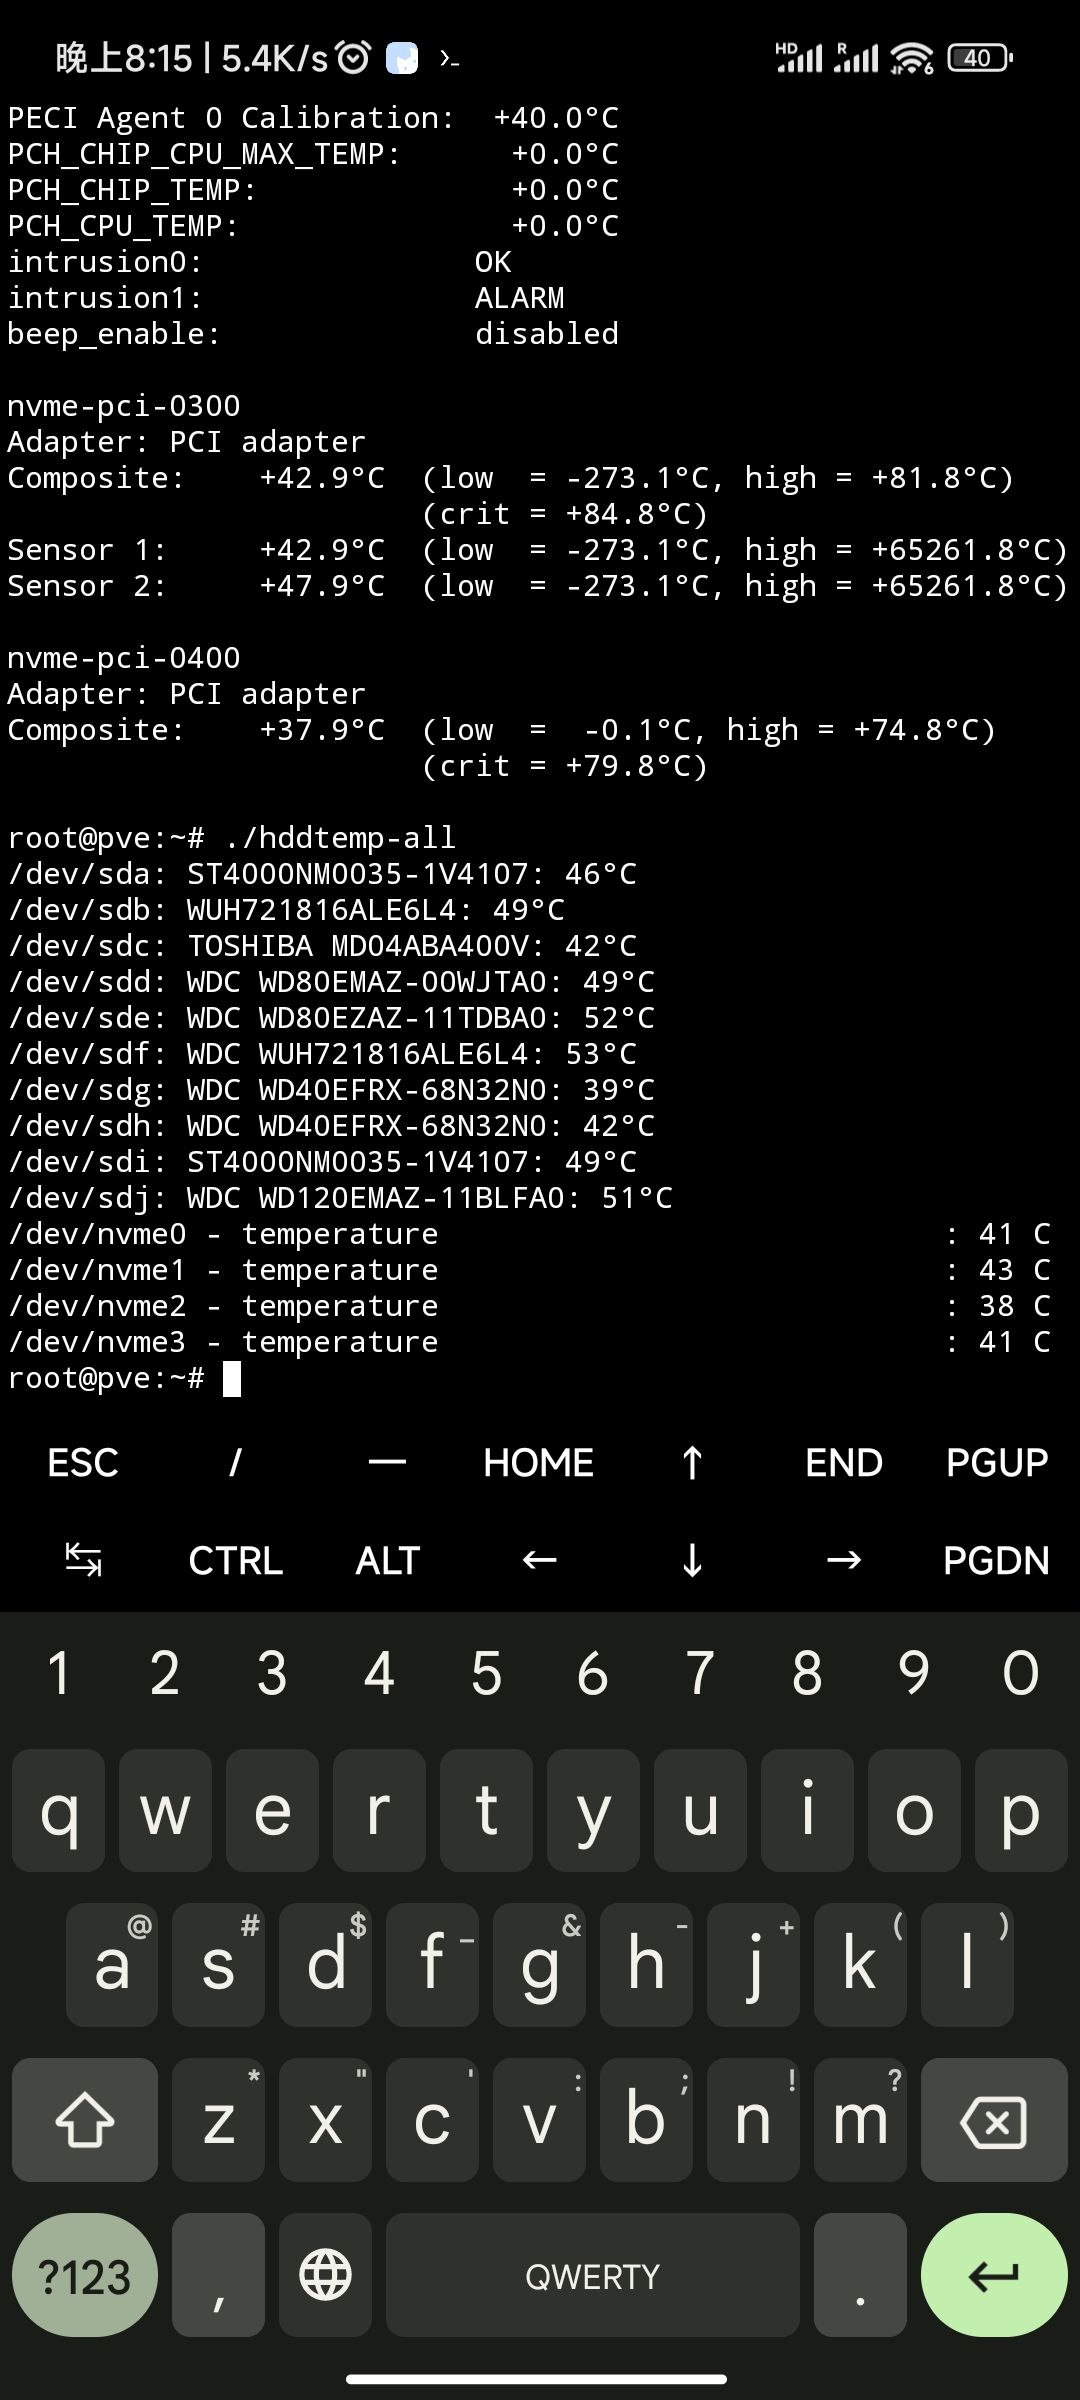 晚上8:15 | 5.4K/s
HD R 6 40
PECI Agent 0 Calibration: +40.0°C
PCH_CHIP_CPU_MAX_TEMP: +0.0°C
PCH_CHIP_TEMP: +0.0°C
PCH_CPU_TEMP: +0.0°C
intrusion0: OK
intrusion1: ALARM
beep_enable: disabled
nvme-pci-0300
Adapter: PCI adapter
Composite: +42.9°C (low = -273.1°C, high = +81.8°C)
(crit = +84.8°C)
Sensor 1: +42.9°C (low = -273.1°C, high = +65261.8°C)
Sensor 2: +47.9°C (low = -273.1°C, high = +65261.8°C)
nvme-pci-0400
Adapter: PCI adapter
Composite: +37.9°C (low = -0.1°C, high = +74.8°C)
(crit = +79.8°C)
root@pve:~# ./hddtemp-all
/dev/sda: ST4000NM0035-1V4107: 46°C
/dev/sdb: WUH721816ALE6L4: 49°C
/dev/sdc: TOSHIBA MD04ABA400V: 42°C
/dev/sdd: WDC WD80EMAZ-00WJTA0: 49°C
/dev/sde: WDC WD80EZAZ-11TDBA0: 52°C
/dev/sdf: WDC WUH721816ALE6L4: 53°C
/dev/sdg: WDC WD40EFRX-68N32N0: 39°C
/dev/sdh: WDC WD40EFRX-68N32N0: 42°C
/dev/sdi: ST4000NM0035-1V4107: 49°C
/dev/sdj: WDC WD120EMAZ-11BLFA0: 51°C
/dev/nvme0 - temperature : 41 C
/dev/nvme1 - temperature : 43 C
/dev/nvme2 - temperature : 38 C
/dev/nvme3 - temperature : 41 C
root@pve:~#
ESC / — HOME ↑ END PGUP
↹ CTRL ALT ← ↓ → PGDN
1 2 3 4 5 6 7 8 9 0
q w e r t y u i o p
@ # $ _ & - + ( )
a s d f g h j k l
* " ' : ; ! ?
z x c v b n m
?123 , QWERTY .